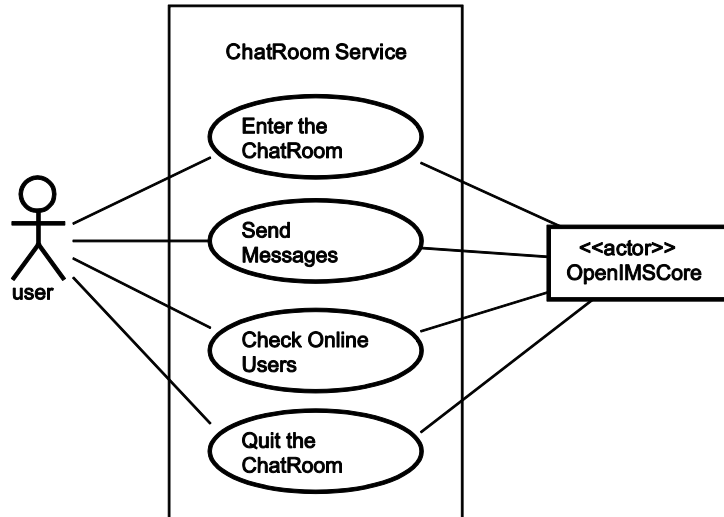 ChatRoom Service
Enter the
ChatRoom
Send
Messages
<<actor>>
OpenIMSCore
user
Check Online
Users
Quit the
ChatRoom